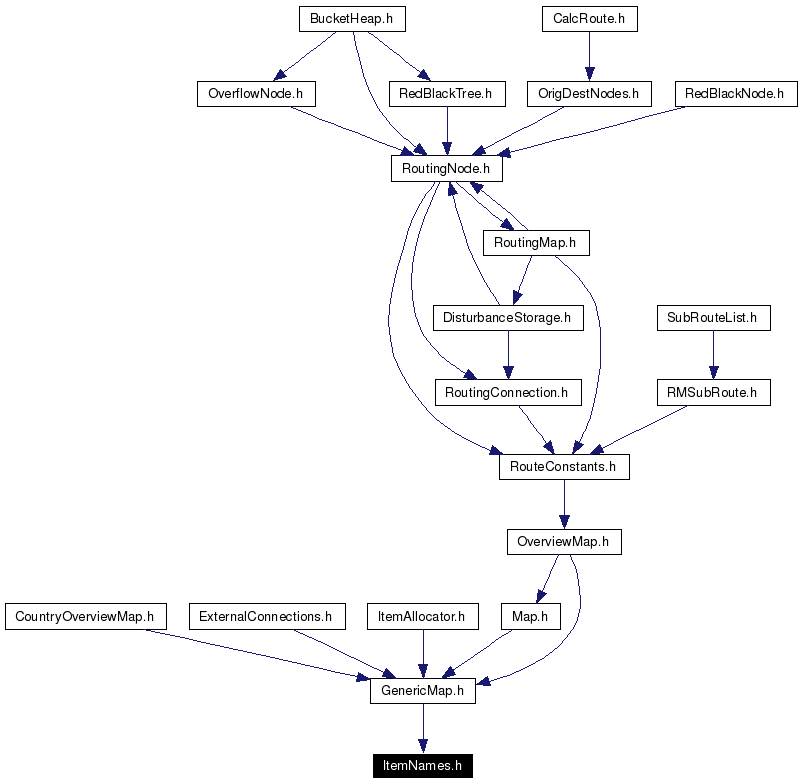 BucketHeap.h
CalcRoute.h
OverflowNode.h
RedBlackTree.h
OrigDestNodes.h
RedBlackNode.h
RoutingNode.h
RoutingMap.h
DisturbanceStorage.h
SubRouteList.h
RoutingConnection.h
RMSubRoute.h
RouteConstants.h
OverviewMap.h
CountryOverviewMap.h
ExternalConnections.h
ItemAllocator.h
Map.h
GenericMap.h
ItemNames.h